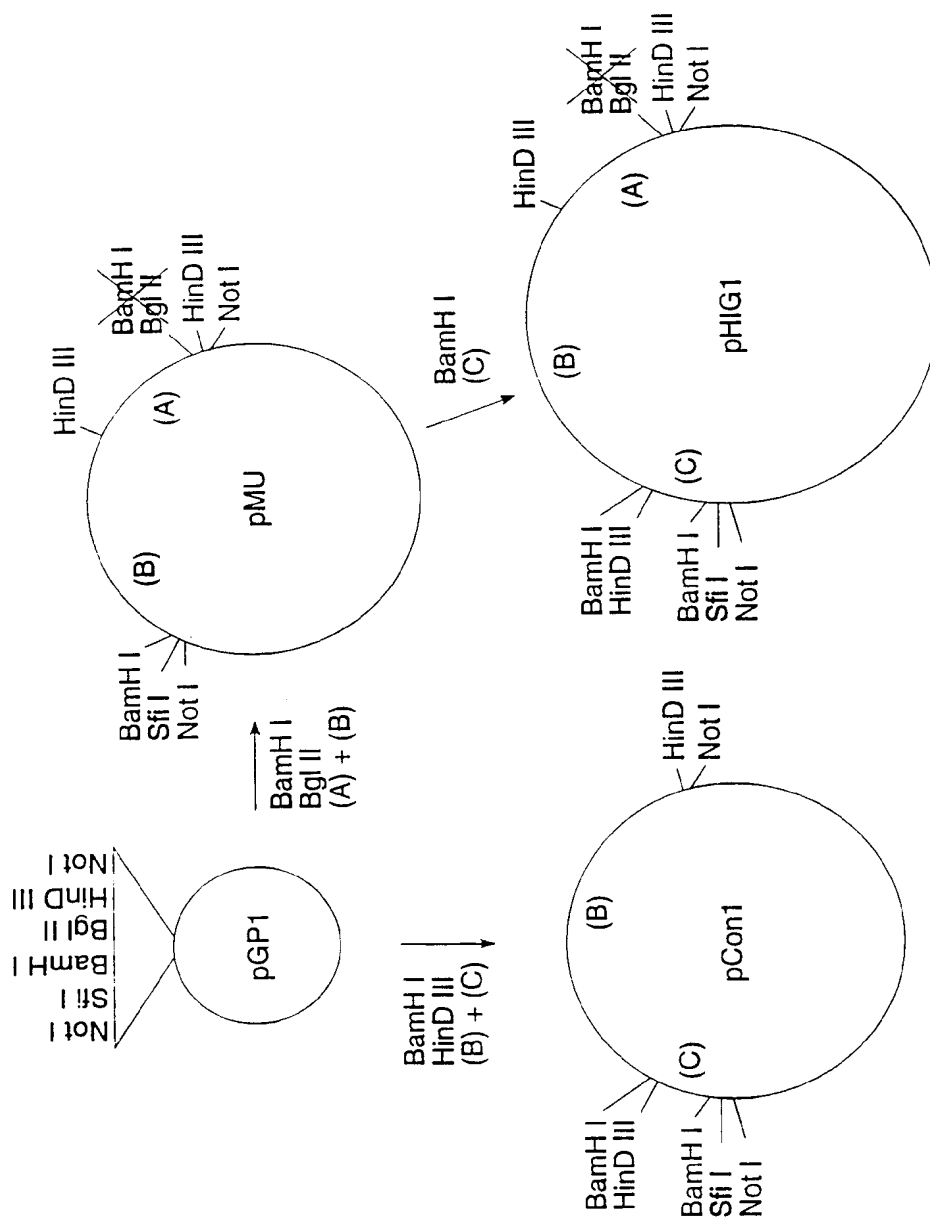 Not I
Sfi I
BamH I
Bgl II
HinD III
Not I
pGP1
BamH I
Bgl II
(A) + (B)
BamH I
Sfi I
Not I
(B)
HinD III
(A)
BamH I
Bgl II
HinD III
Not I
pMU
BamH I
HinD III
(B) + (C)
BamH I
(C)
BamH I
HinD III
(C)
BamH I
Sfi I
Not I
(B)
HinD III
Not I
pCon1
BamH I
HinD III
(C)
BamH I
Sfi I
Not I
(B)
HinD III
(A)
BamH I
Bgl II
HinD III
Not I
pHIG1